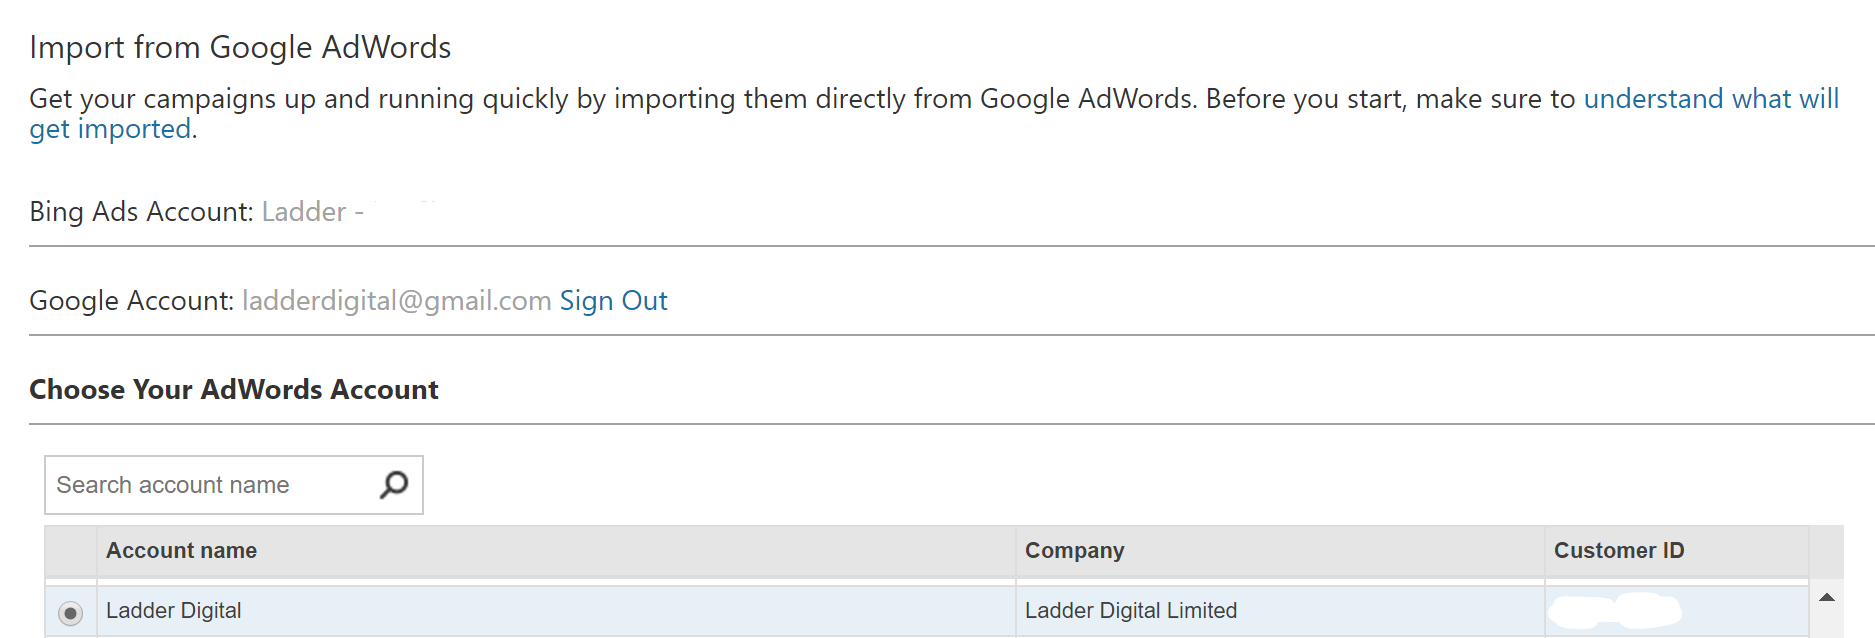 Import from Google AdWords
Get your campaigns up and running quickly by importing them directly from Google AdWords. Before you start, make sure to understand what will
get imported.
Bing Ads Account: Ladder -
Google Account: ladderdigital@gmail.com Sign Out
Choose Your AdWords Account
Search account name
Account name Company Customer ID
Ladder Digital Ladder Digital Limited